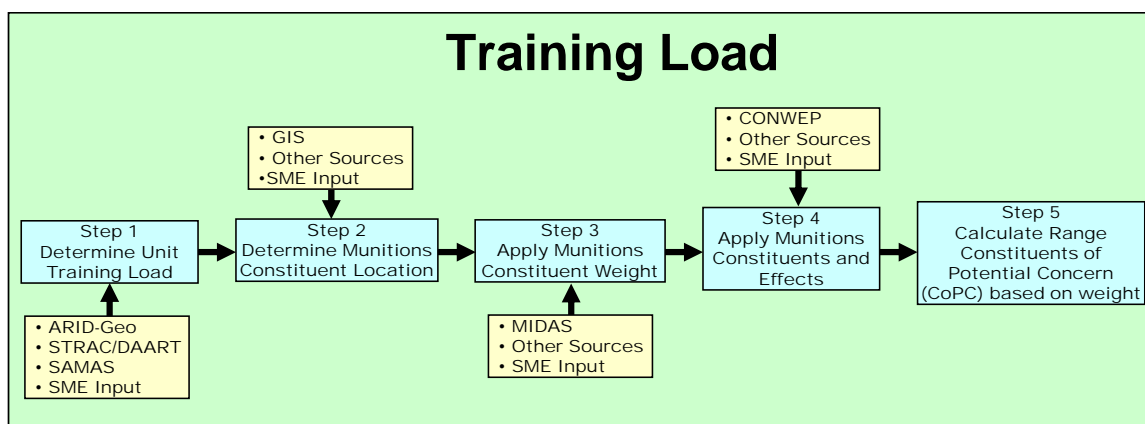 Training Load
• GIS
• Other Sources
•SME Input
• CONWEP
• Other Sources
• SME Input
Step 1
Determine Unit
Training Load
Step 2
Determine Munitions
Constituent Location
Step 3
Apply Munitions
Constituent Weight
Step 4
Apply Munitions
Constituents and
Effects
Step 5
Calculate Range
Constituents of
Potential Concern
(CoPC) based on weight
• ARID-Geo
• STRAC/DAART
• SAMAS
• SME Input
• MIDAS
• Other Sources
• SME Input